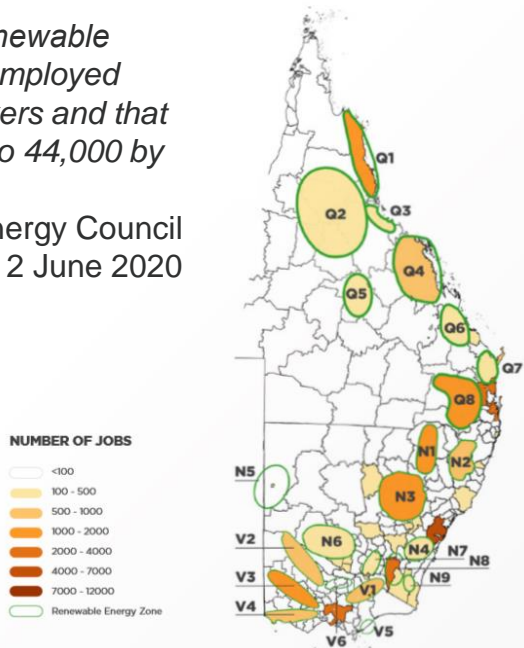 newable
employed
ers and that
o 44,000 by
nergy Council
2 June 2020
Q1
Q2
Q3
Q4
Q5
Q6
Q7
Q8
NUMBER OF JOBS
<100
100 - 500
500 - 1000
1000 - 2000
2000 - 4000
4000 - 7000
7000 - 12000
Renewable Energy Zone
N5
N1
N2
N3
V2
N6
N4
N7
N8
V3
N9
V1
V4
V5
V6